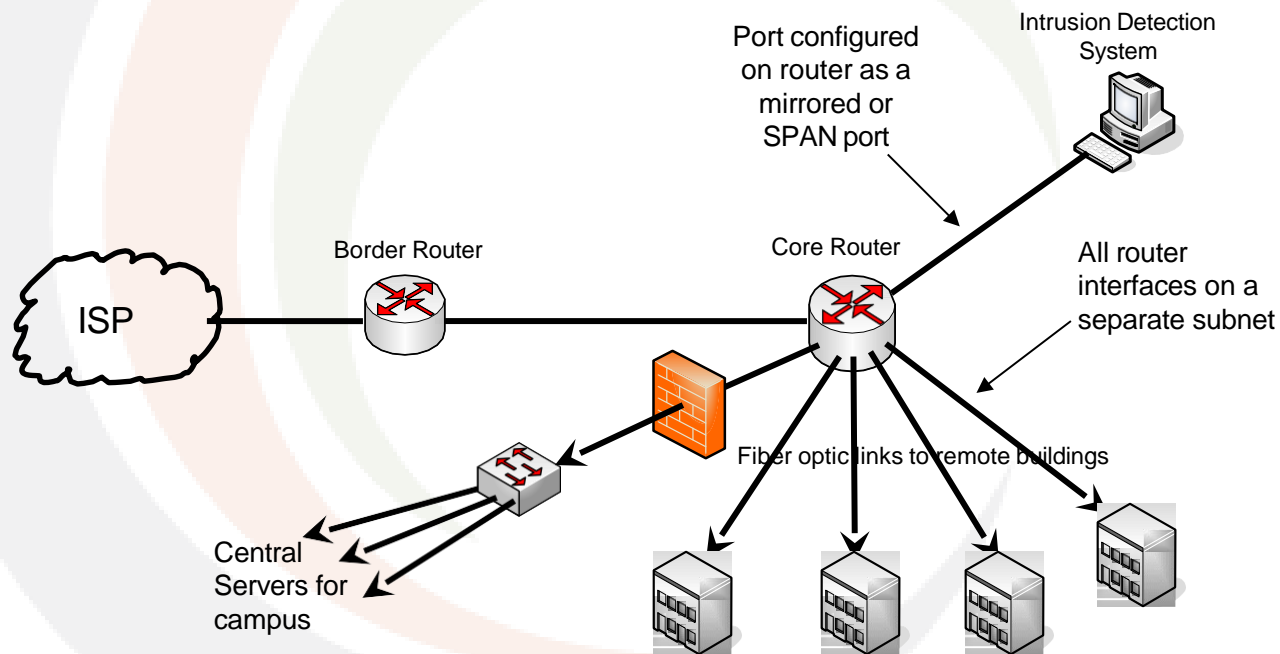 Port configured
on router as a
mirrored or
SPAN port
Intrusion Detection
System
Border Router
Core Router
ISP
All router
interfaces on a
separate subnet
Fiber optic links to remote buildings
Central
Servers for
campus